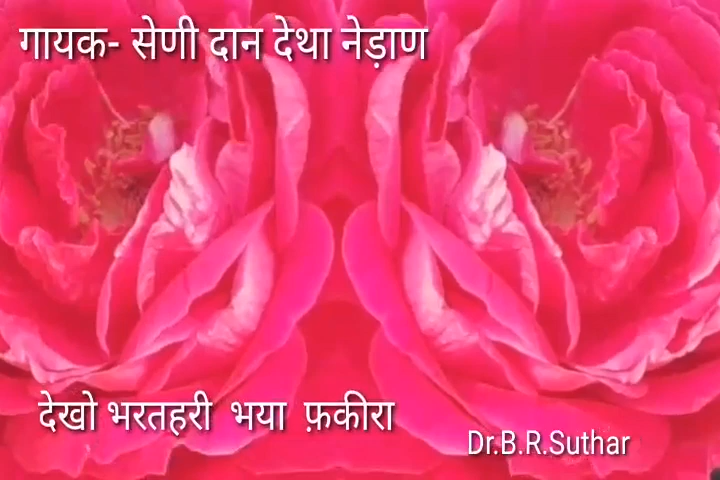 गायक- सेणी दान देथा नेड़ाण
देखो भरतहरी भया फ़कीरा
Dr.B.R.Suthar